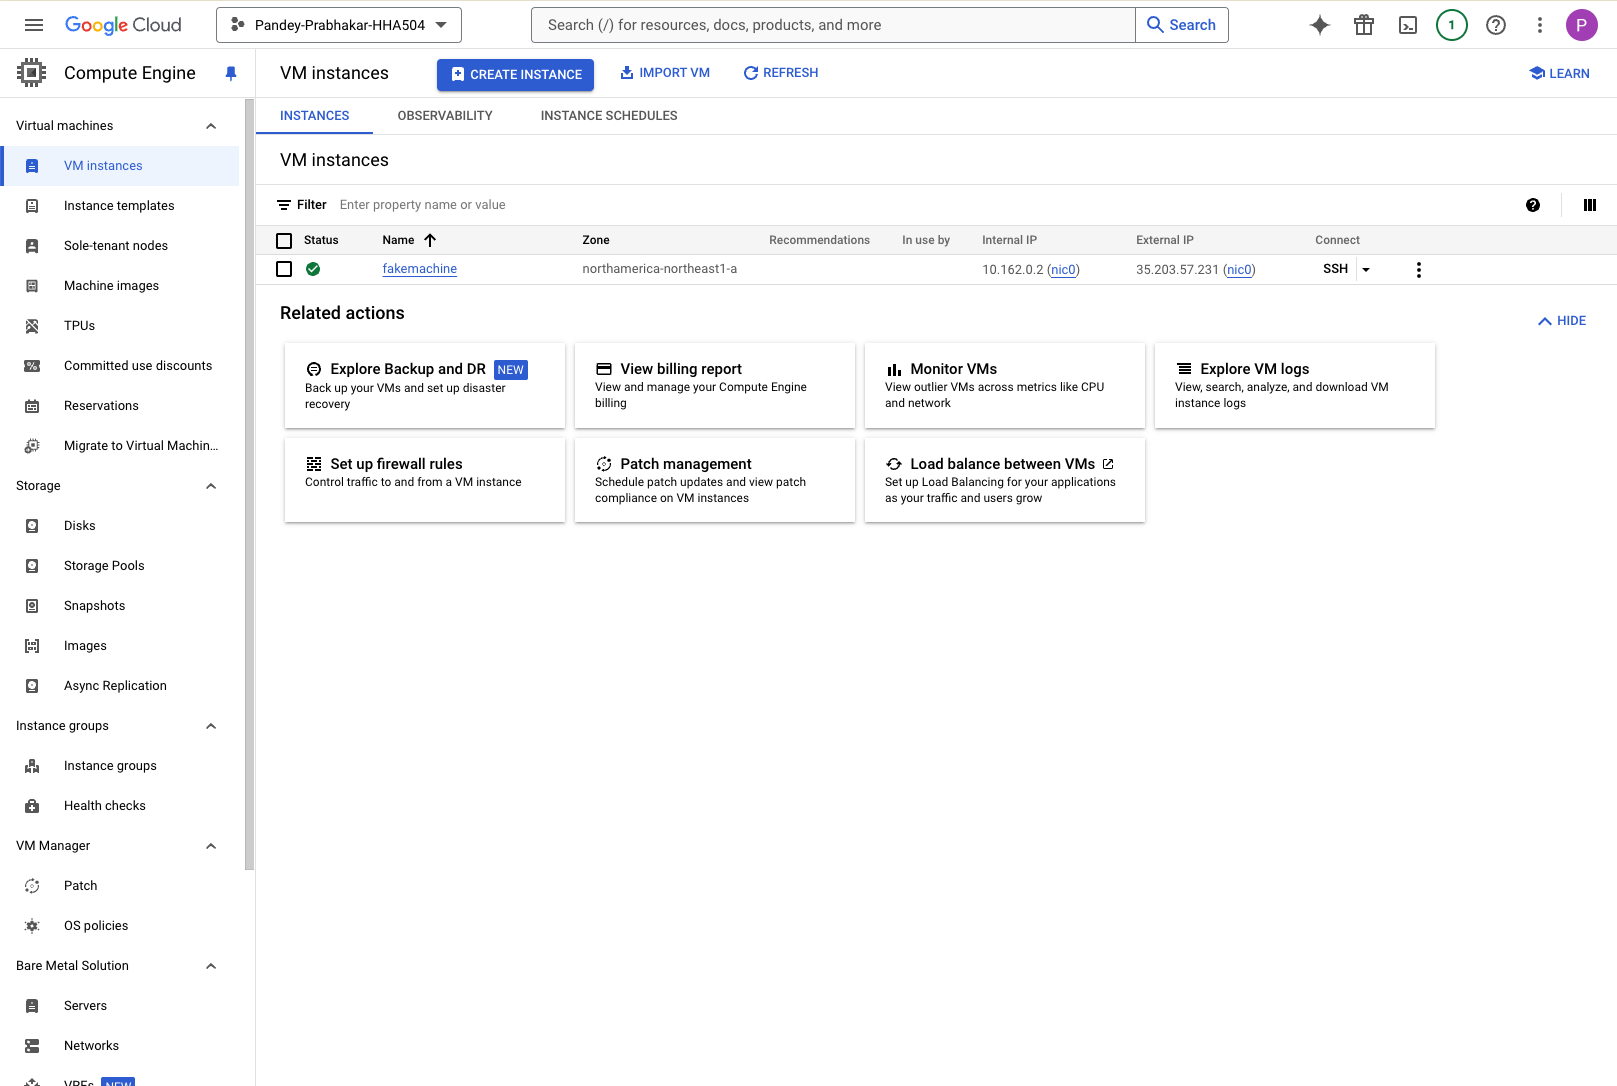 Google Cloud
Pandey-Prabhakar-HHA504
Search (/) for resources, docs, products, and more
Search
1
P
Compute Engine
VM instances
CREATE INSTANCE
IMPORT VM
REFRESH
LEARN
Virtual machines
VM instances
Instance templates
Sole-tenant nodes
Machine images
TPUs
Committed use discounts
Reservations
Migrate to Virtual Machin...
Storage
Disks
Storage Pools
Snapshots
Images
Async Replication
Instance groups
Instance groups
Health checks
VM Manager
Patch
OS policies
Bare Metal Solution
Servers
Networks
VRFs NEW
INSTANCES OBSERVABILITY INSTANCE SCHEDULES
VM instances
Filter Enter property name or value
Status Name Zone Recommendations In use by Internal IP External IP Connect
fakemachine northamerica-northeast1-a 10.162.0.2 (nic0) 35.203.57.231 (nic0) SSH
Related actions
HIDE
Explore Backup and DR NEW
Back up your VMs and set up disaster
recovery
View billing report
View and manage your Compute Engine
billing
Monitor VMs
View outlier VMs across metrics like CPU
and network
Explore VM logs
View, search, analyze, and download VM
instance logs
Set up firewall rules
Control traffic to and from a VM instance
Patch management
Schedule patch updates and view patch
compliance on VM instances
Load balance between VMs
Set up Load Balancing for your applications
as your traffic and users grow